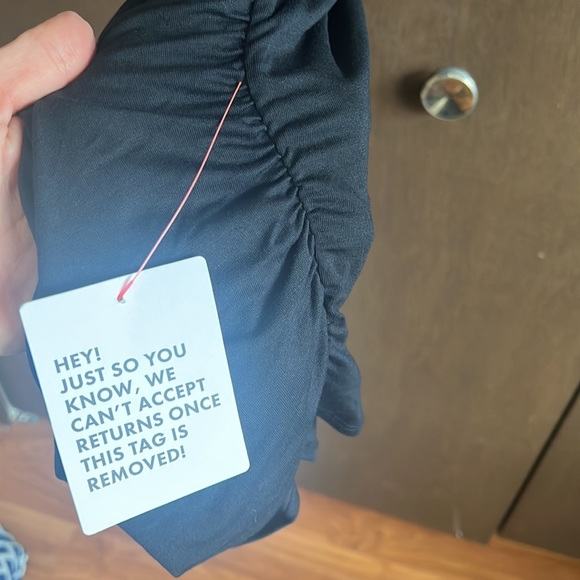 HEY!
JUST SO YOU
KNOW, WE
CAN'T ACCEPT
RETURNS ONCE
THIS TAG IS
REMOVED!